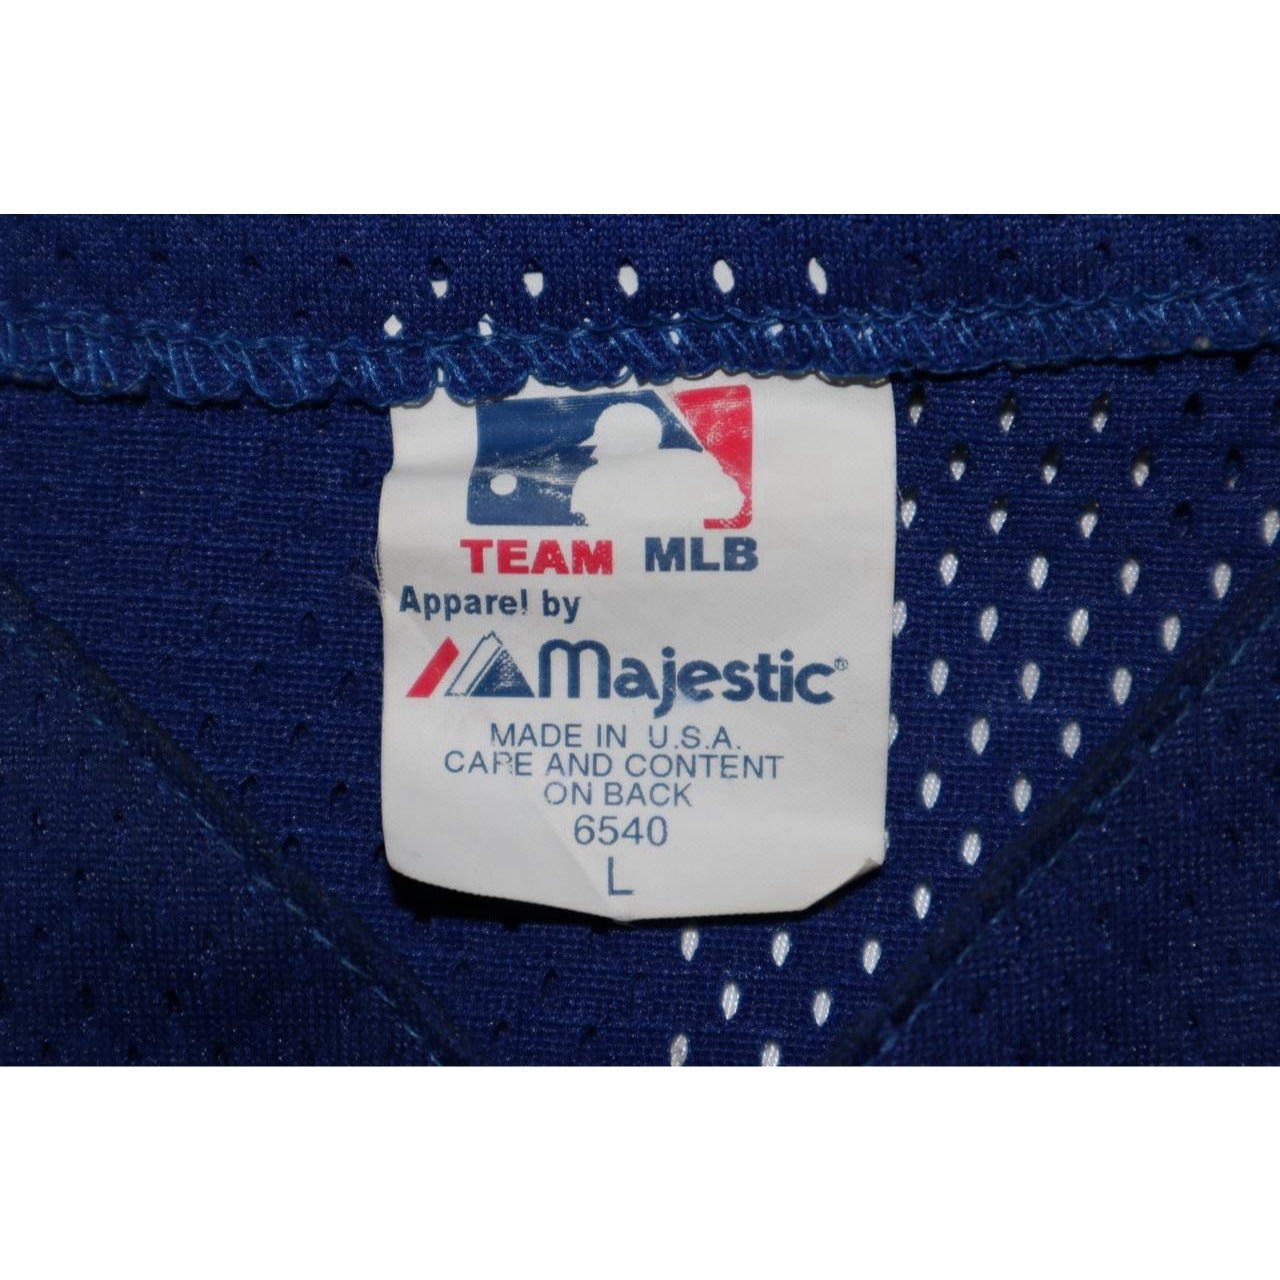 TEAM MLB
Apparel by
Majestic®
MADE IN U.S.A.
CARE AND CONTENT
ON BACK
6540
L